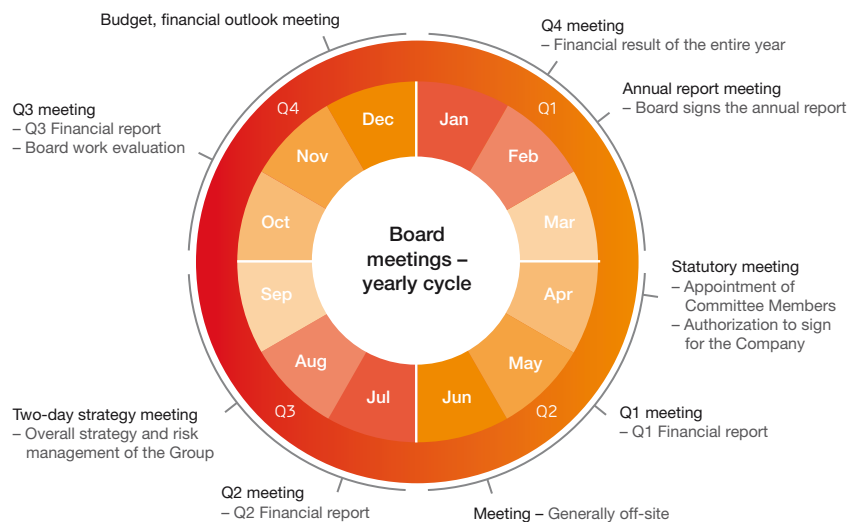 Budget, financial outlook meeting
Q4 meeting
– Financial result of the entire year
Annual report meeting
– Board signs the annual report
Q3 meeting
– Q3 Financial report
– Board work evaluation
Q4
Q1
Dec
Jan
Nov
Feb
Oct
Mar
Board
meetings –
yearly cycle
Sep
Apr
Aug
May
Jul
Jun
Q3
Q2
Statutory meeting
– Appointment of
Committee Members
– Authorization to sign
for the Company
Two-day strategy meeting
– Overall strategy and risk
management of the Group
Q1 meeting
– Q1 Financial report
Q2 meeting
– Q2 Financial report
Meeting – Generally off-site